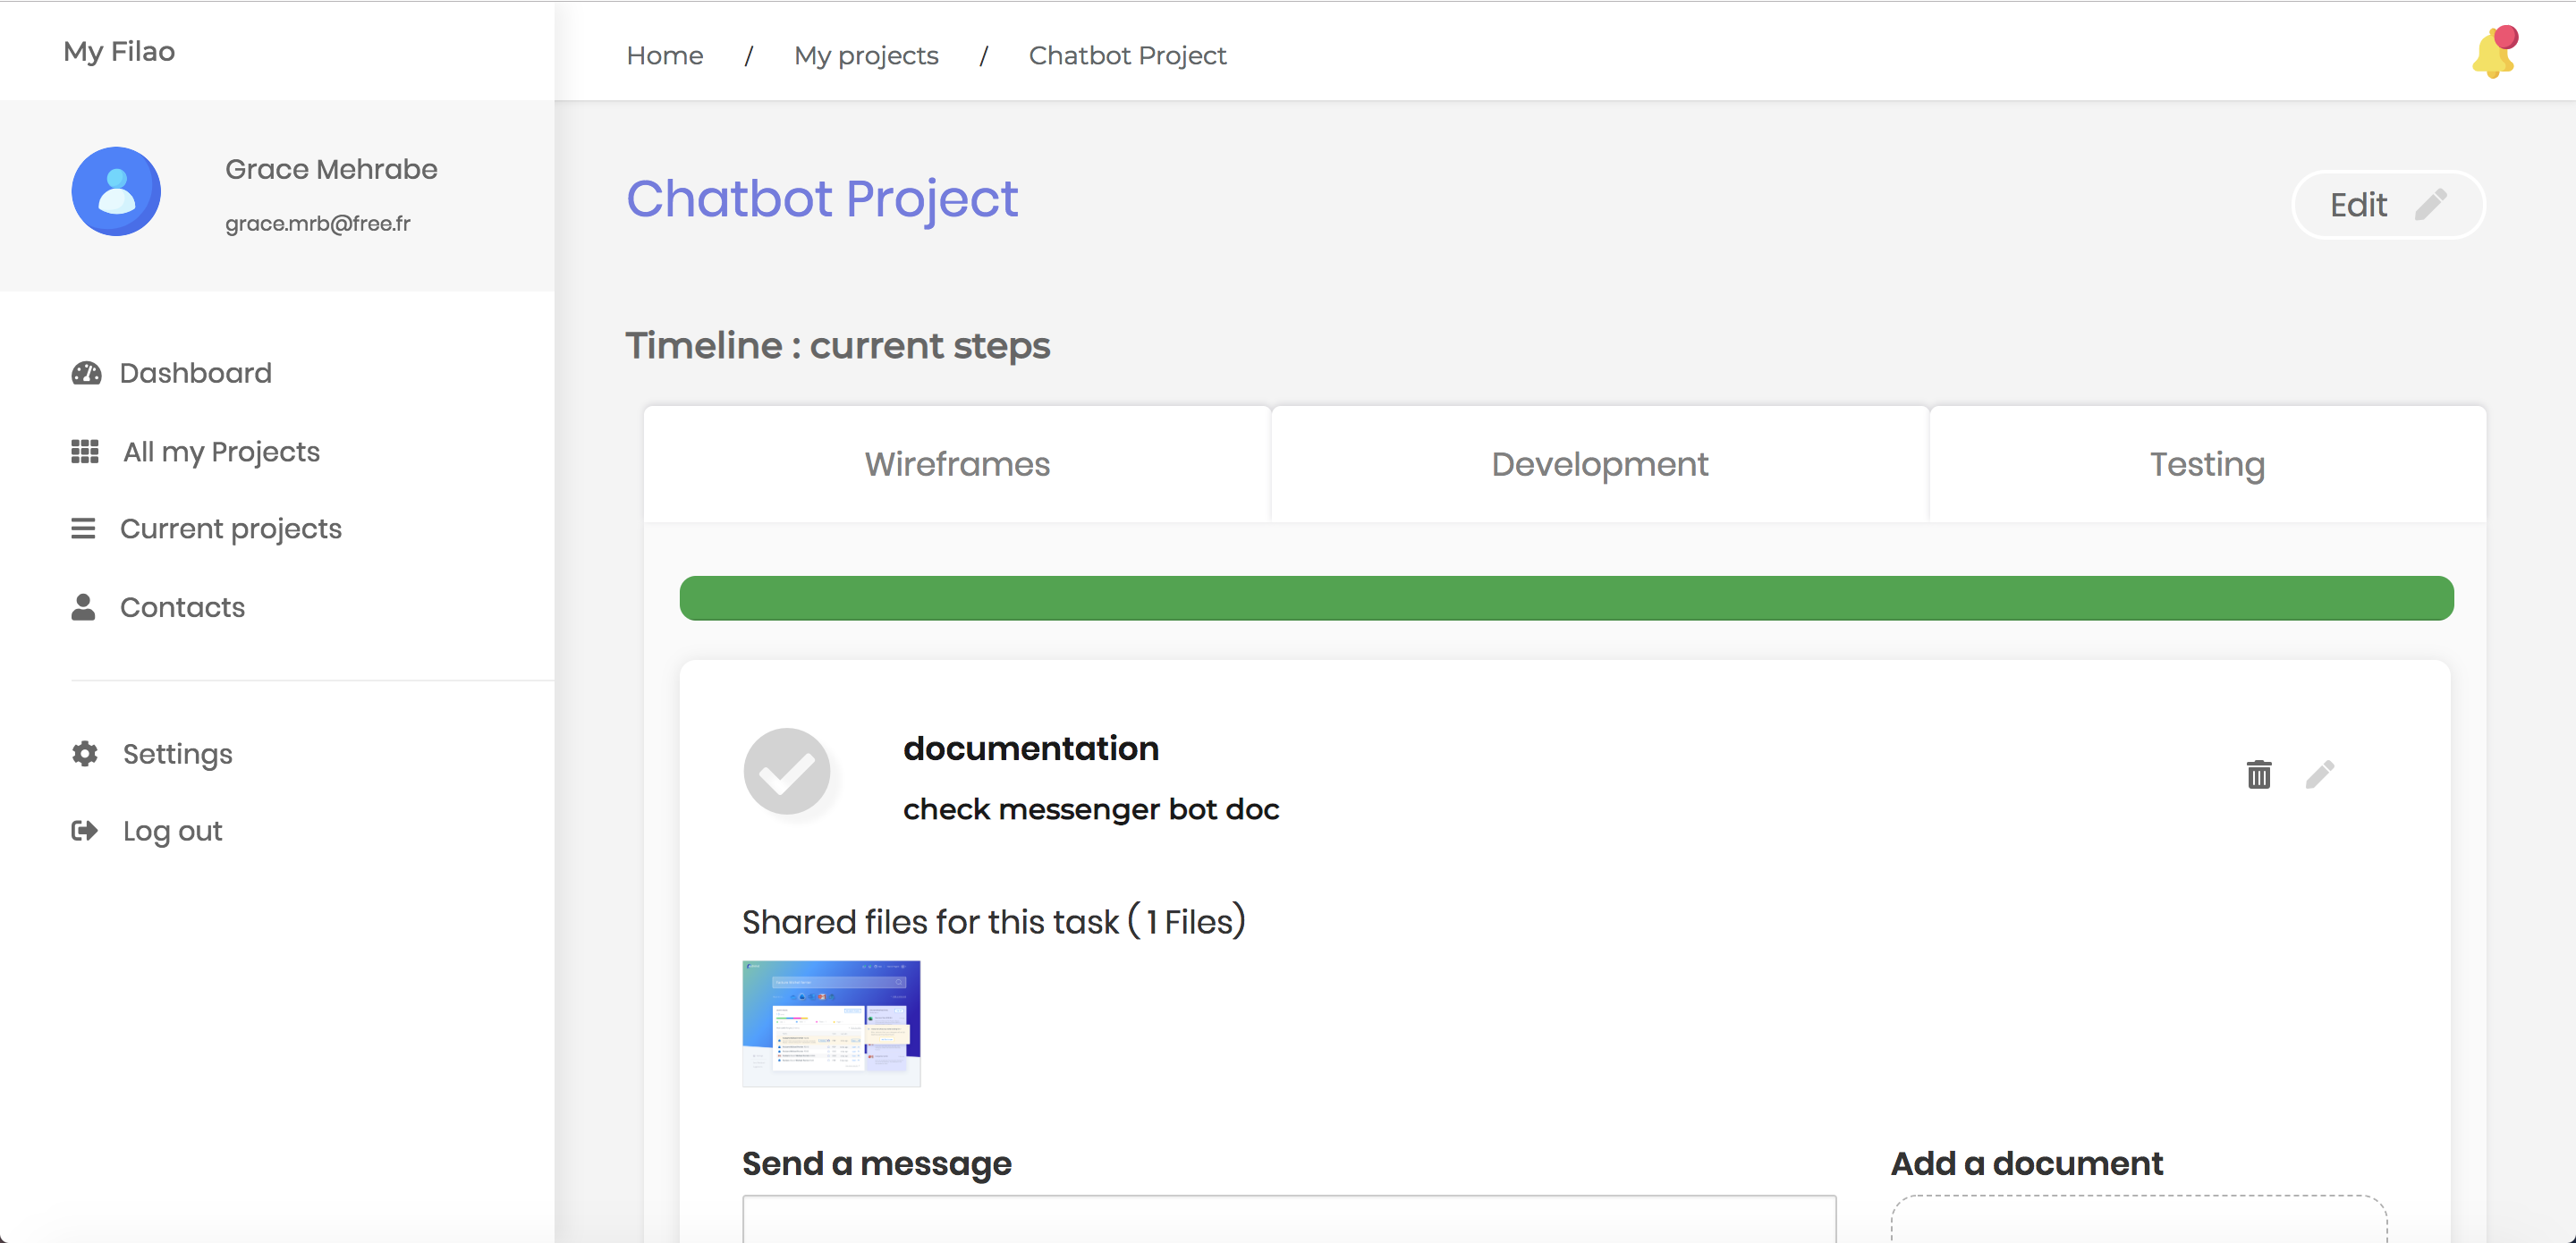 My Filao
Home / My projects / Chatbot Project
Grace Mehrabe
grace.mrb@free.fr
Dashboard
All my Projects
Current projects
Contacts
Settings
Log out
Chatbot Project
Edit
Timeline : current steps
Wireframes
Development
Testing
documentation
check messenger bot doc
Shared files for this task ( 1 Files)
Send a message
Add a document